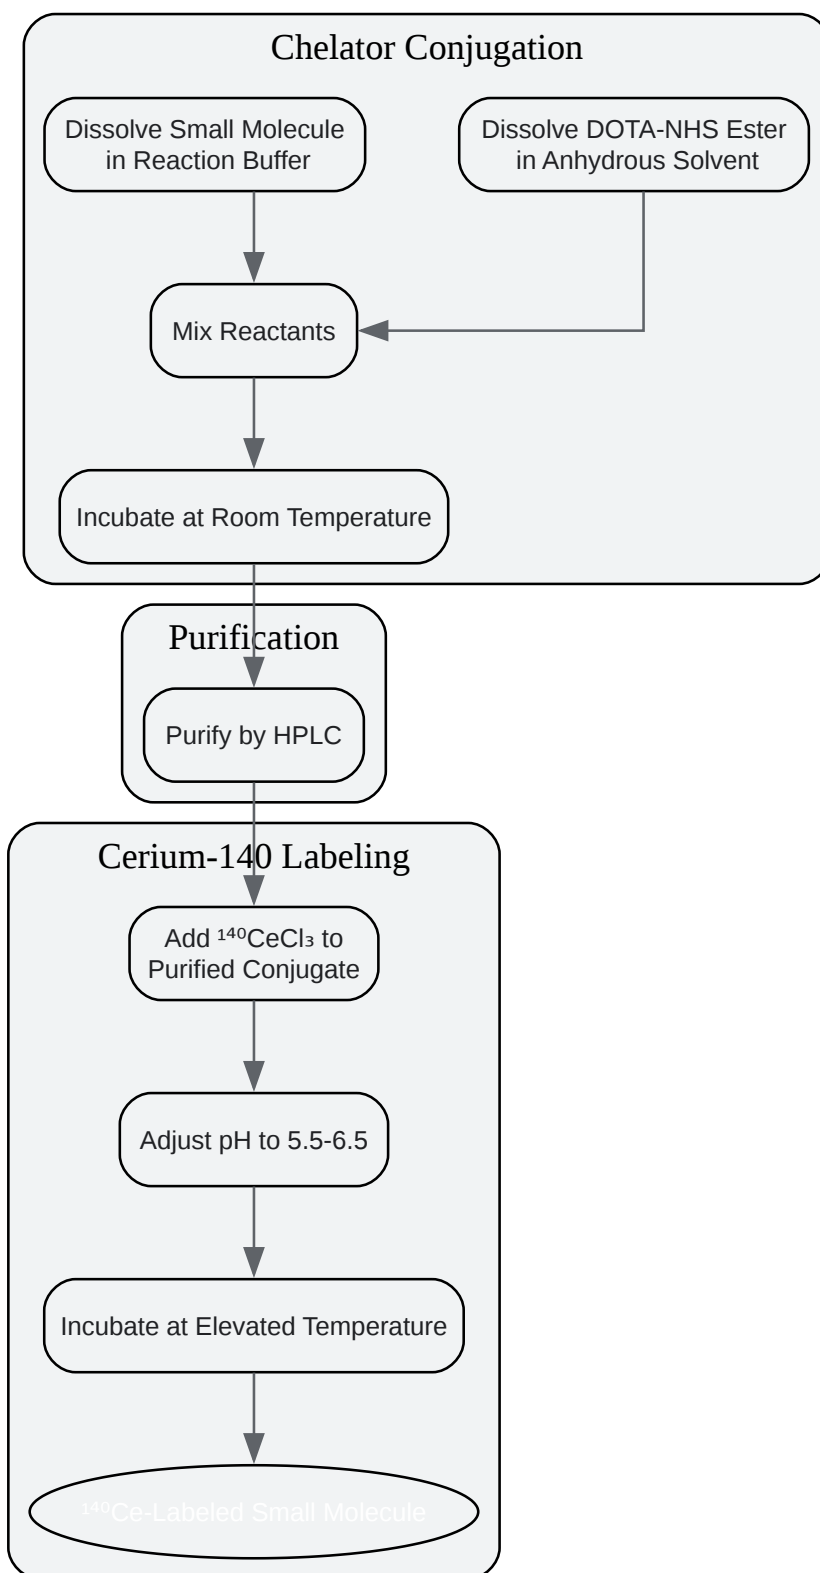 Chelator Conjugation
Dissolve Small Molecule
in Reaction Buffer
Dissolve DOTA-NHS Ester
in Anhydrous Solvent
Mix Reactants
Incubate at Room Temperature
Purification
Purify by HPLC
Cerium-140 Labeling
Add ¹⁴⁰CeCl₃ to
Purified Conjugate
Adjust pH to 5.5-6.5
Incubate at Elevated Temperature
¹⁴⁰Ce-Labeled Small Molecule